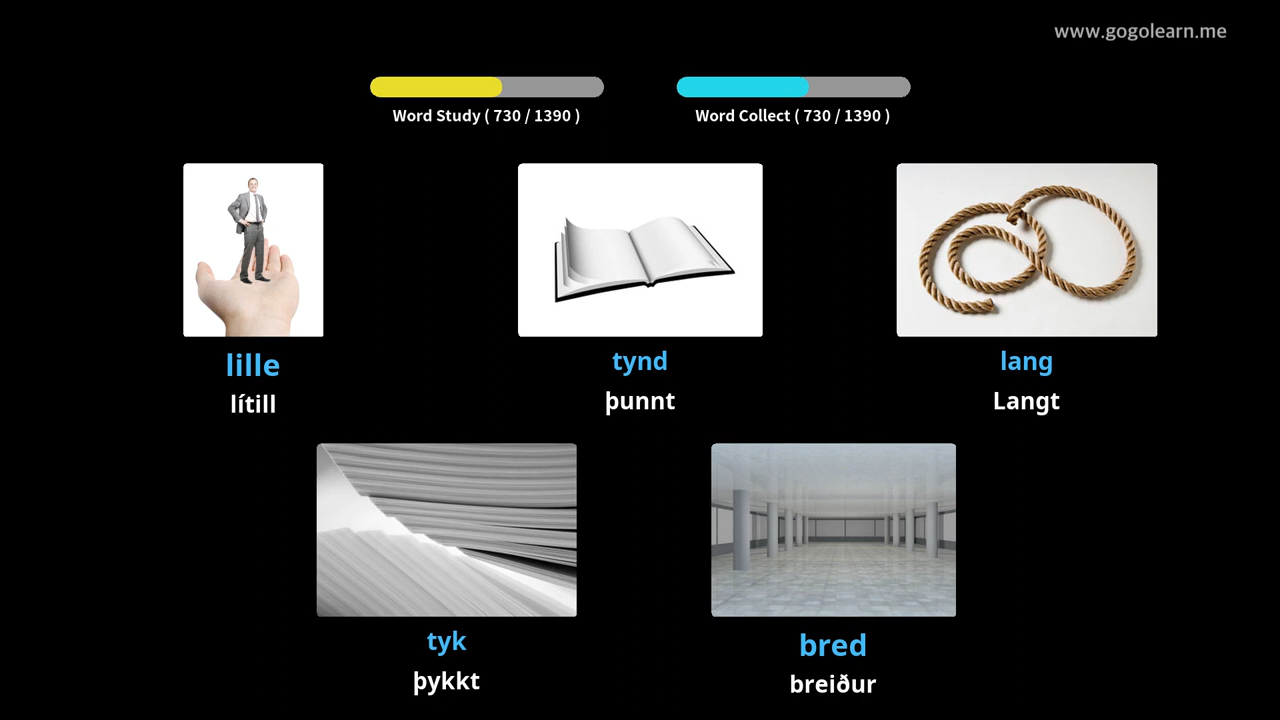 www.gogolearn.me
Word Study ( 730 / 1390 )
Word Collect ( 730 / 1390 )
lille
lítill
tynd
þunnt
lang
Langt
tyk
þykkt
bred
breiður